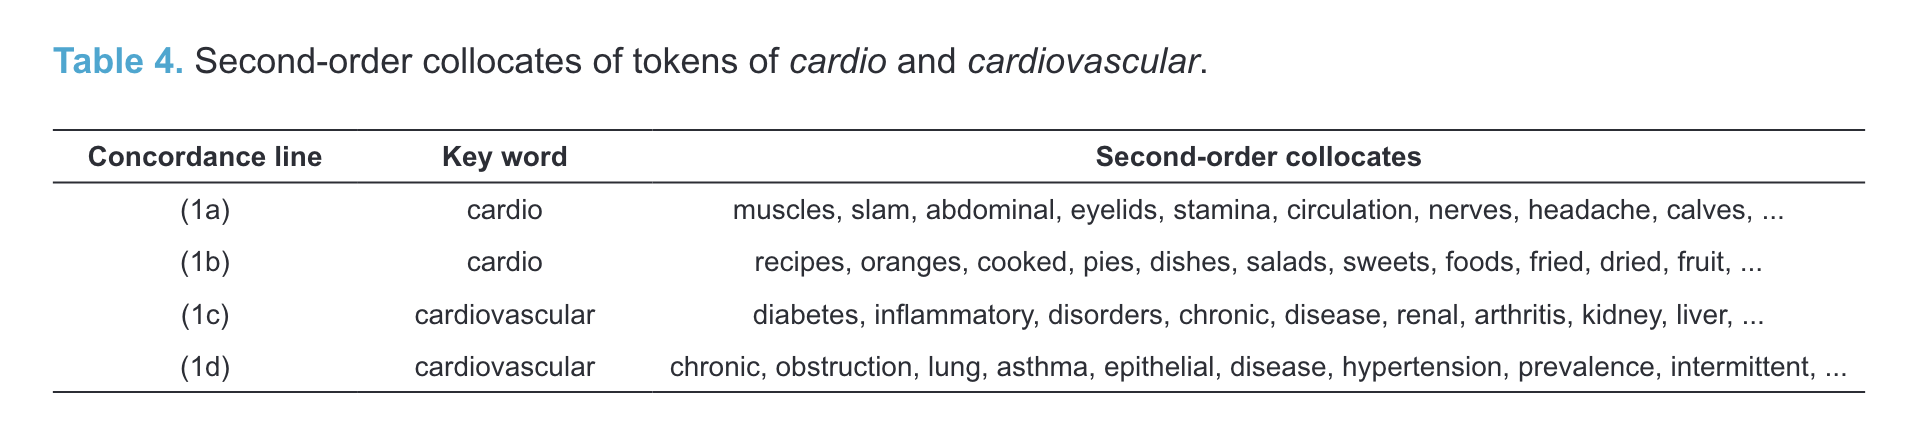 Table 4. Second-order collocates of tokens of cardio and cardiovascular.
Concordance line Key word Second-order collocates
(1a) cardio muscles, slam, abdominal, eyelids, stamina, circulation, nerves, headache, calves, ...
(1b) cardio recipes, oranges, cooked, pies, dishes, salads, sweets, foods, fried, dried, fruit, ...
(1c) cardiovascular diabetes, inflammatory, disorders, chronic, disease, renal, arthritis, kidney, liver, ...
(1d) cardiovascular chronic, obstruction, lung, asthma, epithelial, disease, hypertension, prevalence, intermittent, ...